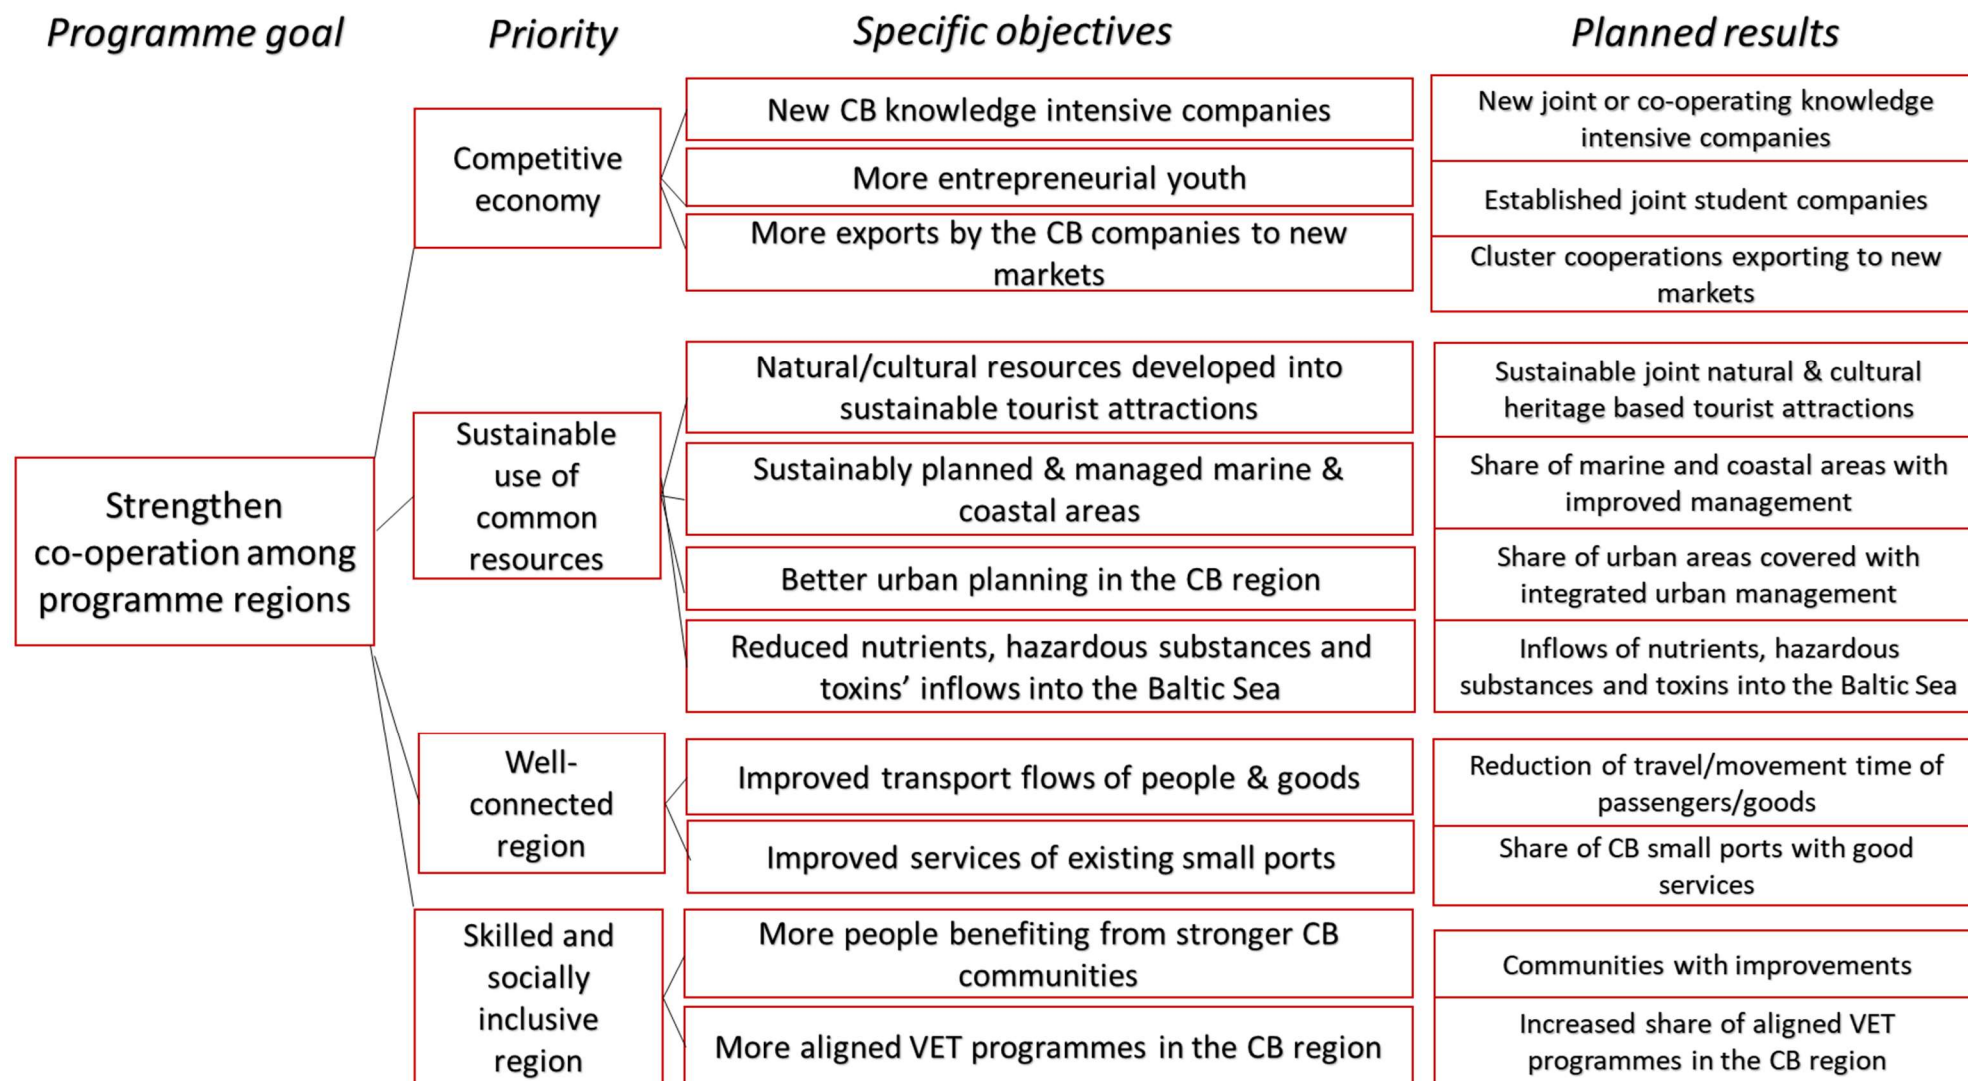 Programme goal
Priority
Specific objectives
Planned results
Strengthen
co-operation among
programme regions
Competitive
economy
New CB knowledge intensive companies
More entrepreneurial youth
More exports by the CB companies to new
markets
New joint or co-operating knowledge
intensive companies
Established joint student companies
Cluster cooperations exporting to new
markets
Sustainable
use of
common
resources
Natural/cultural resources developed into
sustainable tourist attractions
Sustainably planned & managed marine &
coastal areas
Better urban planning in the CB region
Reduced nutrients, hazardous substances and
toxins’ inflows into the Baltic Sea
Sustainable joint natural & cultural
heritage based tourist attractions
Share of marine and coastal areas with
improved management
Share of urban areas covered with
integrated urban management
Inflows of nutrients, hazardous
substances and toxins into the Baltic Sea
Well-
connected
region
Improved transport flows of people & goods
Improved services of existing small ports
Reduction of travel/movement time of
passengers/goods
Share of CB small ports with good
services
Skilled and
socially
inclusive
region
More people benefiting from stronger CB
communities
More aligned VET programmes in the CB region
Communities with improvements
Increased share of aligned VET
programmes in the CB region